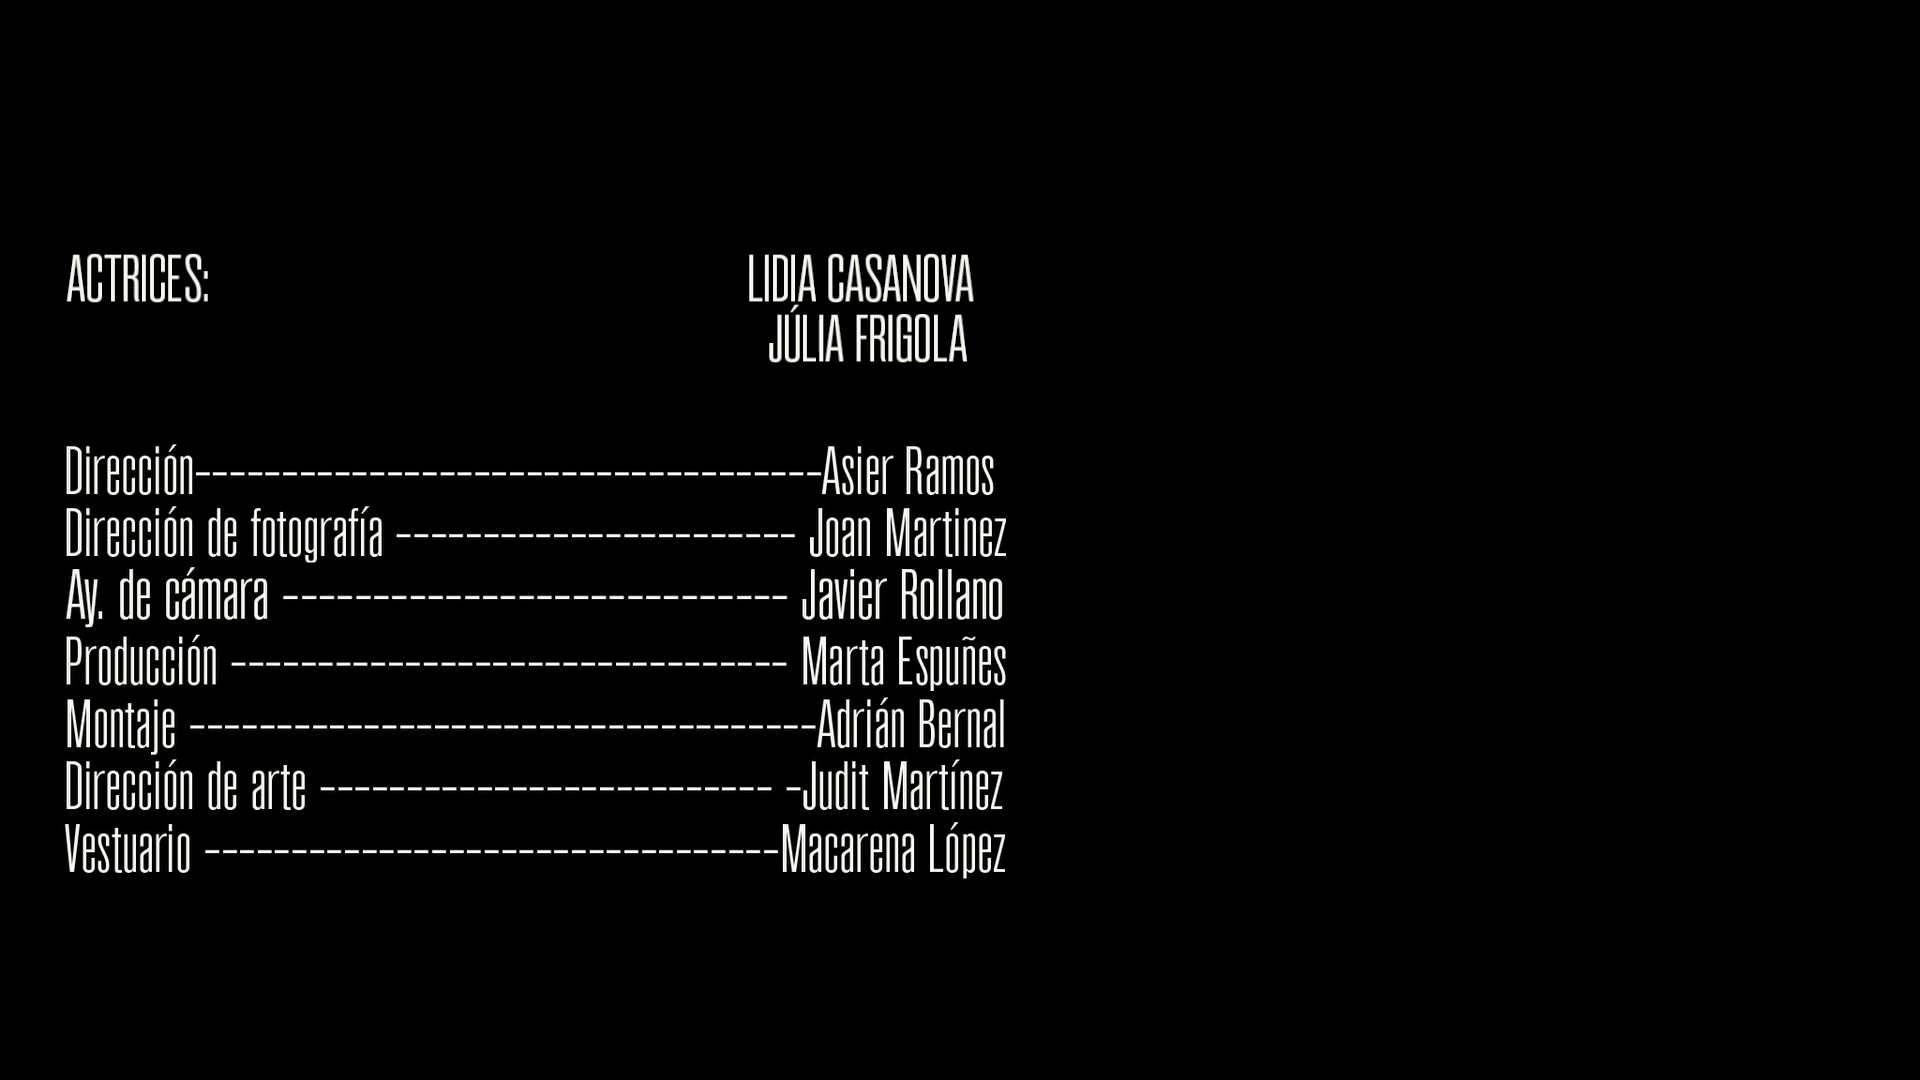 ACTRICES: LIDIA CASANOVA
JÚLIA FRIGOLA
Dirección------------------------------------Asier Ramos
Dirección de fotografía ----------------------- Joan Martinez
Ay. de cámara ----------------------------- Javier Rollano
Producción -------------------------------- Marta Espuñes
Montaje ------------------------------------Adrián Bernal
Dirección de arte -------------------------- -Judit Martínez
Vestuario ---------------------------------Macarena López